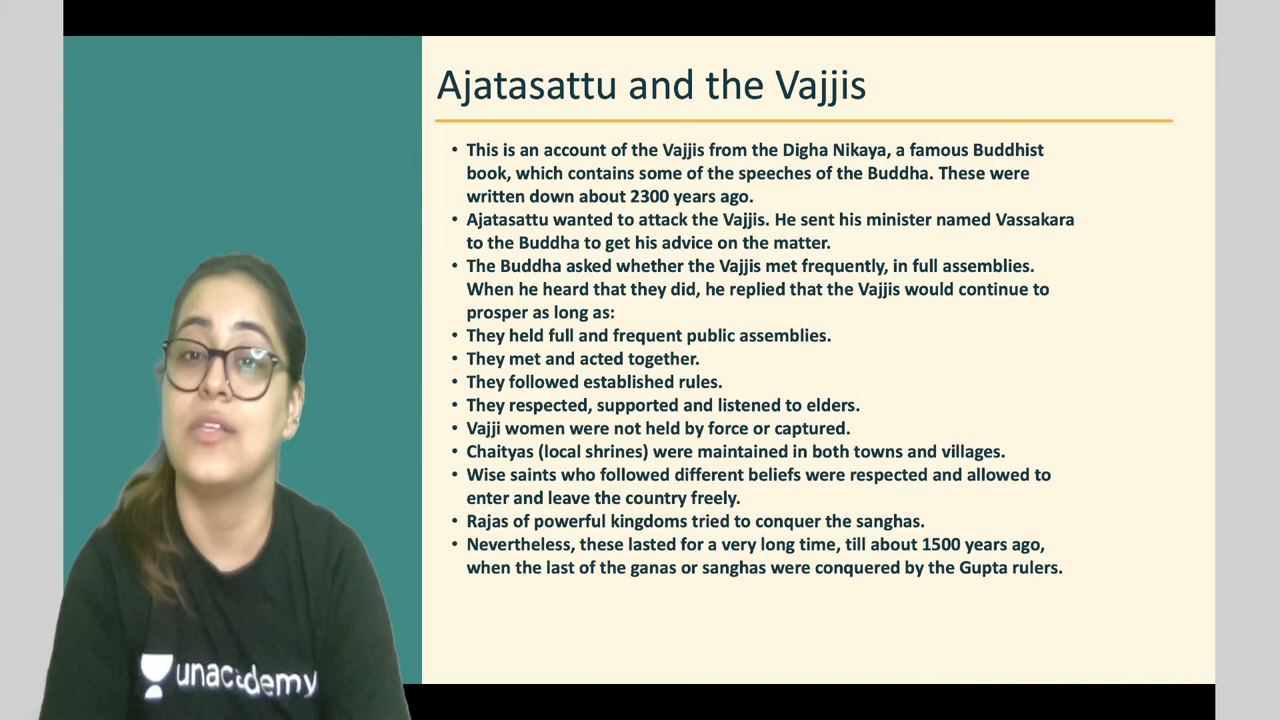 Ajatasattu and the Vajjis
• This is an account of the Vajjis from the Digha Nikaya, a famous Buddhist
book, which contains some of the speeches of the Buddha. These were
written down about 2300 years ago.
• Ajatasattu wanted to attack the Vajjis. He sent his minister named Vassakara
to the Buddha to get his advice on the matter.
• The Buddha asked whether the Vajjis met frequently, in full assemblies.
When he heard that they did, he replied that the Vajjis would continue to
prosper as long as:
• They held full and frequent public assemblies.
• They met and acted together.
• They followed established rules.
• They respected, supported and listened to elders.
• Vajji women were not held by force or captured.
• Chaityas (local shrines) were maintained in both towns and villages.
• Wise saints who followed different beliefs were respected and allowed to
enter and leave the country freely.
• Rajas of powerful kingdoms tried to conquer the sanghas.
• Nevertheless, these lasted for a very long time, till about 1500 years ago,
when the last of the ganas or sanghas were conquered by the Gupta rulers.
unacademy